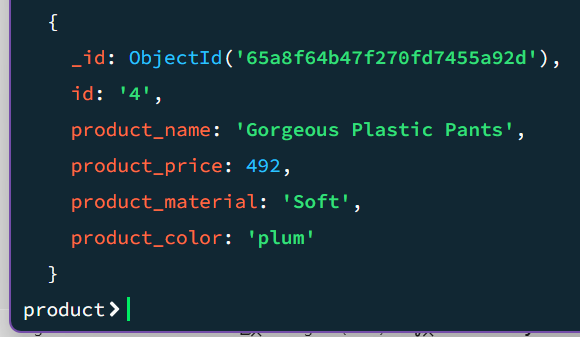 {
_id: ObjectId('65a8f64b47f270fd7455a92d'),
id: '4',
product_name: 'Gorgeous Plastic Pants',
product_price: 492,
product_material: 'Soft',
product_color: 'plum'
}
product>